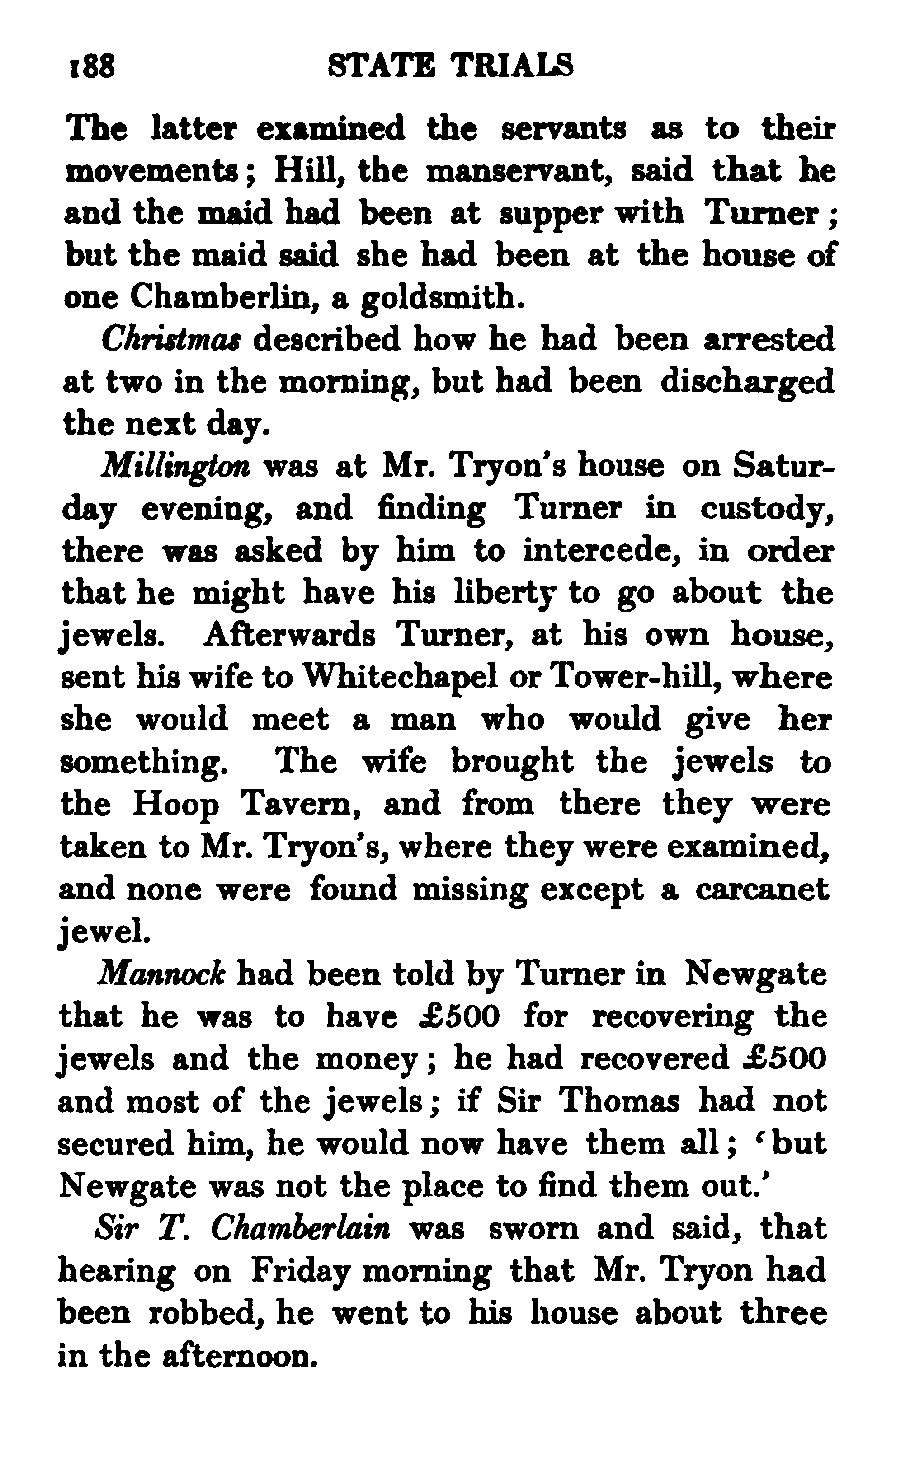 188 STATE TRIALS
The latter examined the servants as to their
movements; Hill, the manservant, said that he
and the maid had been at supper with Turner;
but the maid said she had been at the house of
one Chamberlin, a goldsmith.
Christmas described how he had been arrested
at two in the morning, but had been discharged
the next day.
Millington was at Mr. Tryon's house on Satur-
day evening, and finding Turner in custody,
there was asked by him to intercede, in order
that he might have his liberty to go about the
jewels. Afterwards Turner, at his own house,
sent his wife to Whitechapel or Tower-hill, where
she would meet a man who would give her
something. The wife brought the jewels to
the Hoop Tavern, and from there they were
taken to Mr. Tryon's, where they were examined,
and none were found missing except a carcanet
jewel.
Mannock had been told by Turner in Newgate
that he was to have £500 for recovering the
jewels and the money; he had recovered £500
and most of the jewels; if Sir Thomas had not
secured him, he would now have them all; ‘but
Newgate was not the place to find them out.’
Sir T. Chamberlain was sworn and said, that
hearing on Friday morning that Mr. Tryon had
been robbed, he went to his house about three
in the afternoon.